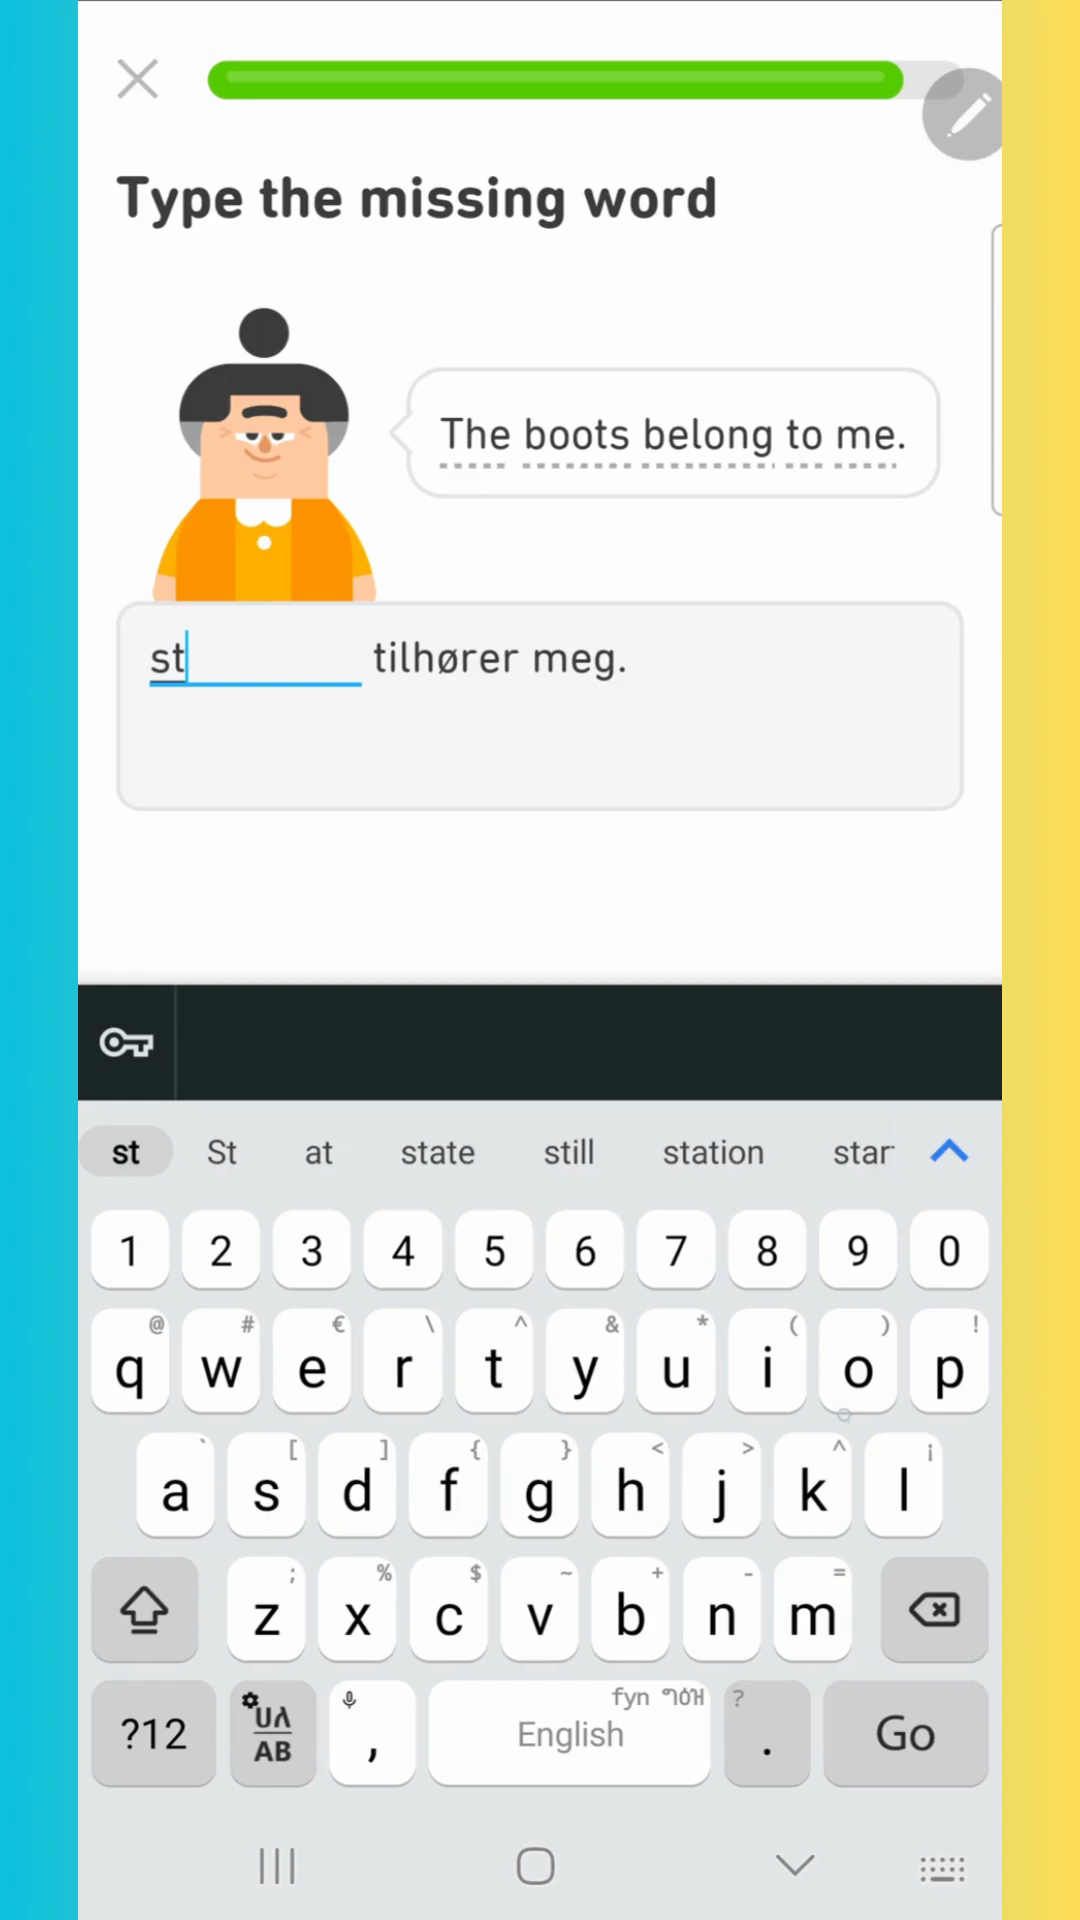 Type the missing word
The boots belong to me.
st tilhører meg.
st St at state still station star
1 2 3 4 5 6 7 8 9 0
@ # € \ ^ & * ( ) !
q w e r t y u i o p
` [ ] { } < > ^ ¡
a s d f g h j k l
; % $ ~ + - =
z x c v b n m
?12 , English . ? Go